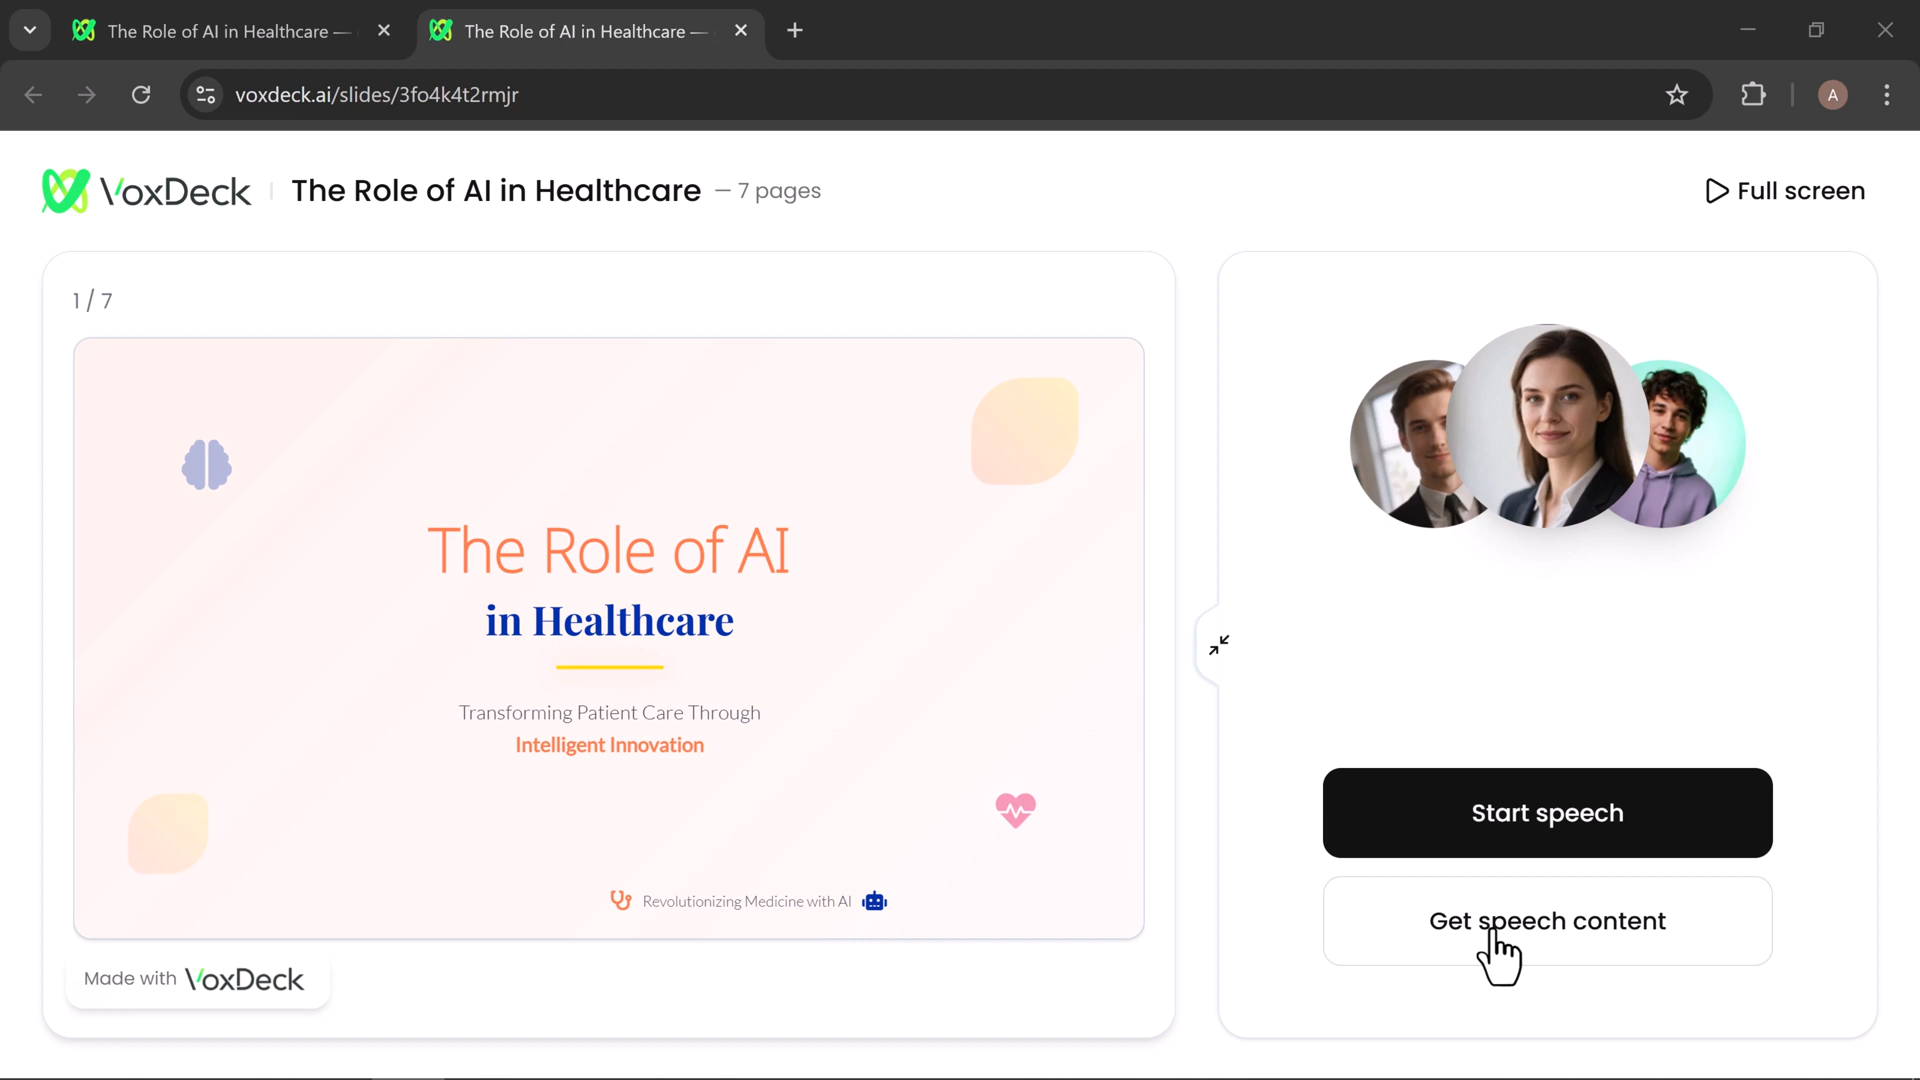 The Role of AI in Healthcare —
The Role of AI in Healthcare —
voxdeck.ai/slides/3fo4k4t2rmjr
A
VoxDeck
The Role of AI in Healthcare — 7 pages
Full screen
1 / 7
The Role of AI
in Healthcare
Transforming Patient Care Through
Intelligent Innovation
Revolutionizing Medicine with AI
Made with VoxDeck
Start speech
Get speech content